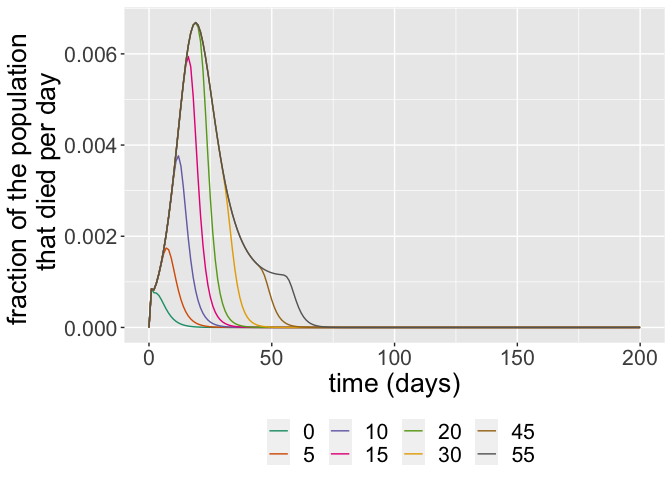 fraction of the population
that died per day
0.006
0.004
0.002
0.000
0 50 100 150 200
time (days)
0 10 20 45
5 15 30 55